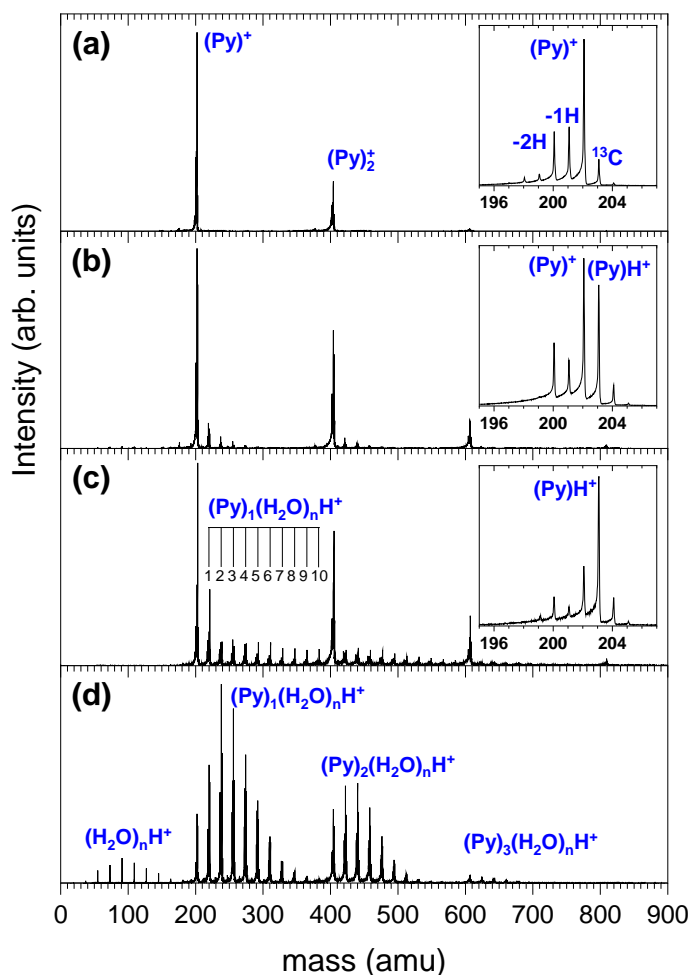 (a)
(Py)⁺
(Py)₂⁺
(Py)⁺
-2H
-1H
¹³C
196 200 204
(b)
(Py)⁺
(Py)H⁺
196 200 204
(c)
(Py)₁(H₂O)ₙH⁺
1 2 3 4 5 6 7 8 9 10
(Py)H⁺
196 200 204
(d)
(H₂O)ₙH⁺
(Py)₁(H₂O)ₙH⁺
(Py)₂(H₂O)ₙH⁺
(Py)₃(H₂O)ₙH⁺
Intensity (arb. units)
0 100 200 300 400 500 600 700 800 900
mass (amu)